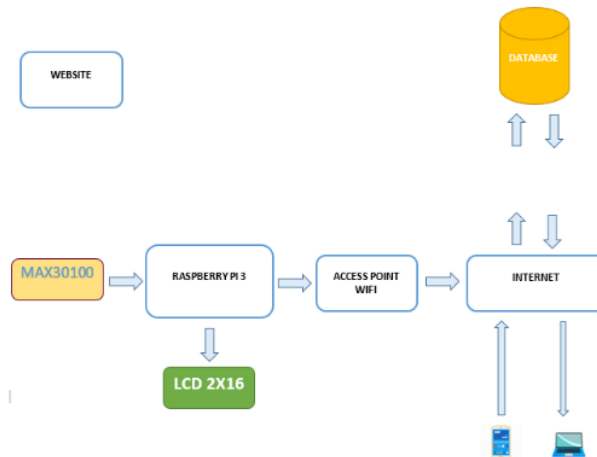 DATABASE
WEBSITE
MAX30100
RASPBERRY PI 3
ACCESS POINT
WIFI
INTERNET
LCD 2X16